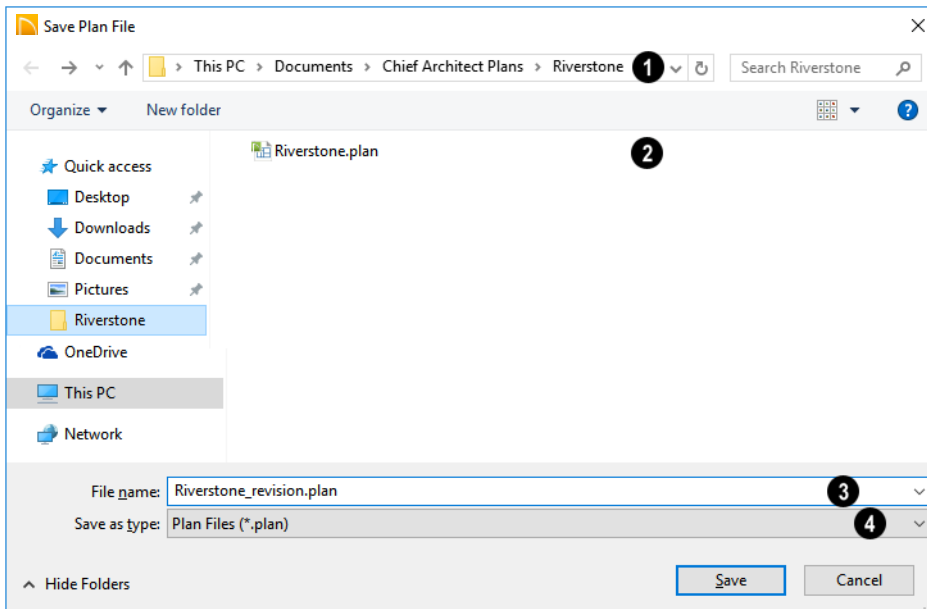 Save Plan File
This PC > Documents > Chief Architect Plans > Riverstone 1 Search Riverstone
Organize New folder ?
Riverstone.plan 2
Quick access
Desktop
Downloads
Documents
Pictures
Riverstone
OneDrive
This PC
Network
File name: Riverstone_revision.plan 3
Save as type: Plan Files (*.plan) 4
Hide Folders Save Cancel